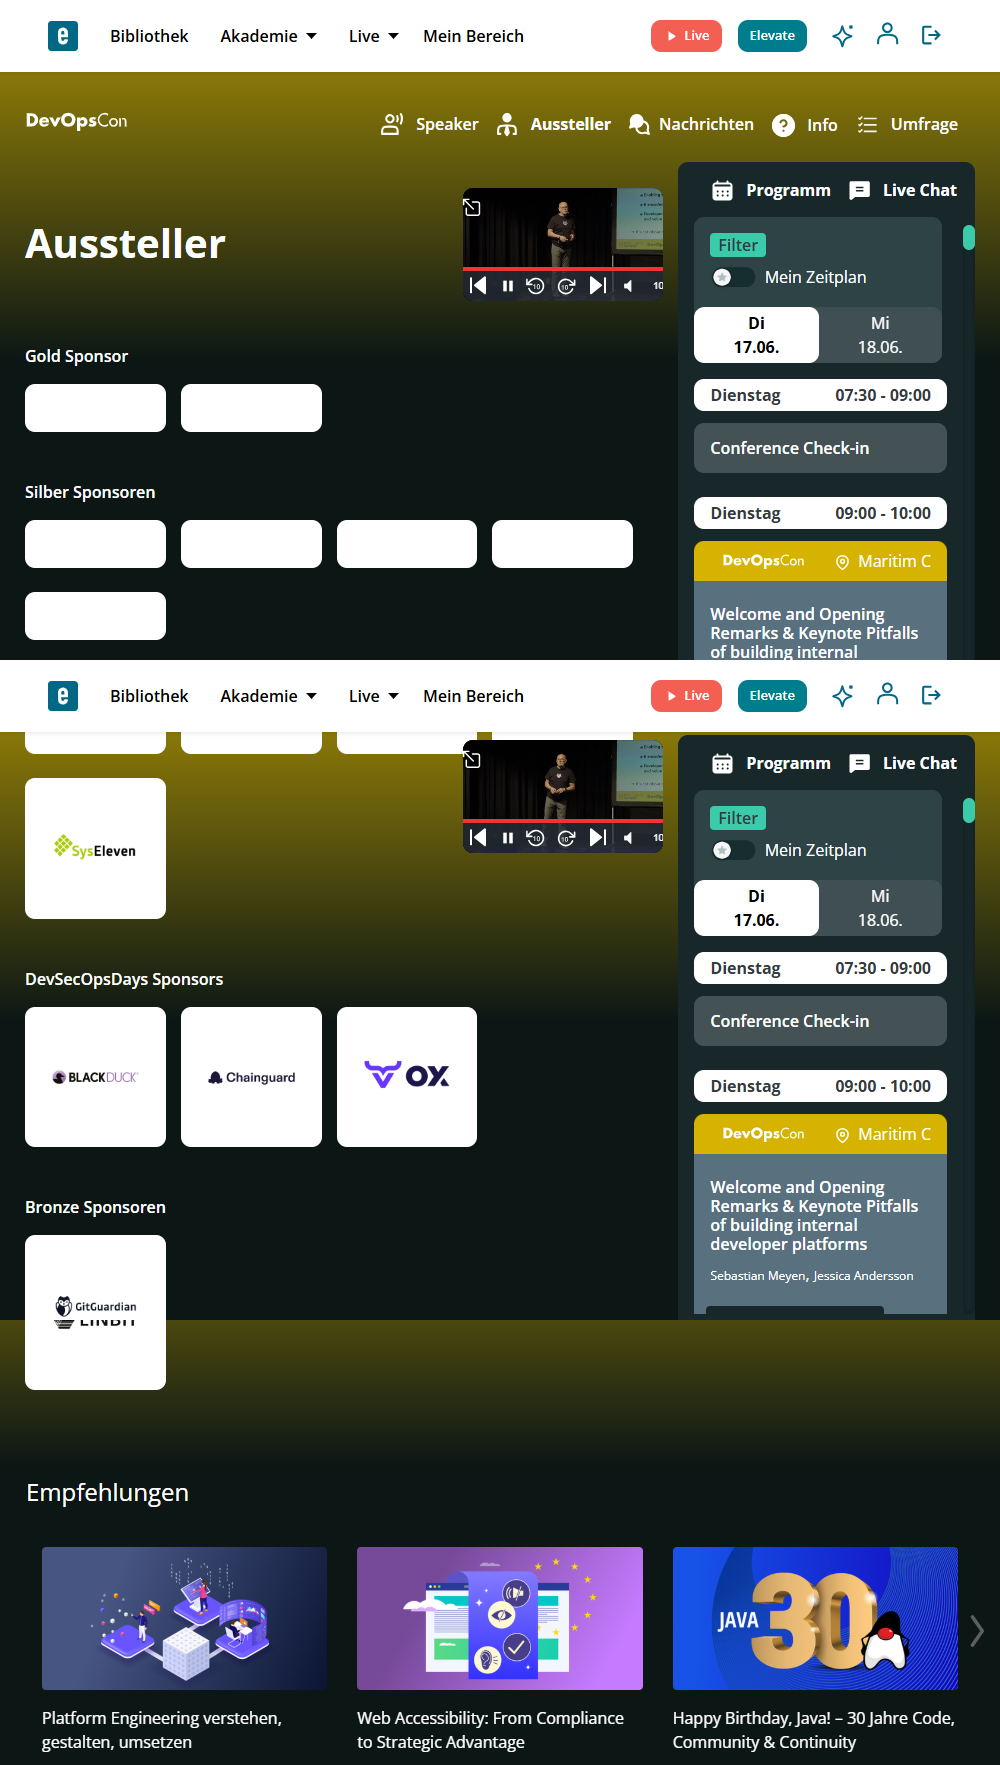 e Bibliothek Akademie Live Mein Bereich Live Elevate
DevOpsCon
Speaker Aussteller Nachrichten Info Umfrage
Aussteller
Programm Live Chat
Filter
Mein Zeitplan
Di Mi
17.06. 18.06.
Dienstag 07:30 - 09:00
Conference Check-in
Dienstag 09:00 - 10:00
DevOpsCon Maritim C
Welcome and Opening
Remarks & Keynote Pitfalls
of building internal
Gold Sponsor
Silber Sponsoren
e Bibliothek Akademie Live Mein Bereich Live Elevate
SysEleven
DevSecOpsDays Sponsors
BLACKDUCK Chainguard OX
Bronze Sponsoren
GitGuardian
LINBIT
Programm Live Chat
Filter
Mein Zeitplan
Di Mi
17.06. 18.06.
Dienstag 07:30 - 09:00
Conference Check-in
Dienstag 09:00 - 10:00
DevOpsCon Maritim C
Welcome and Opening
Remarks & Keynote Pitfalls
of building internal
developer platforms
Sebastian Meyen, Jessica Andersson
Empfehlungen
JAVA 30
Platform Engineering verstehen,
gestalten, umsetzen
Web Accessibility: From Compliance
to Strategic Advantage
Happy Birthday, Java! – 30 Jahre Code,
Community & Continuity